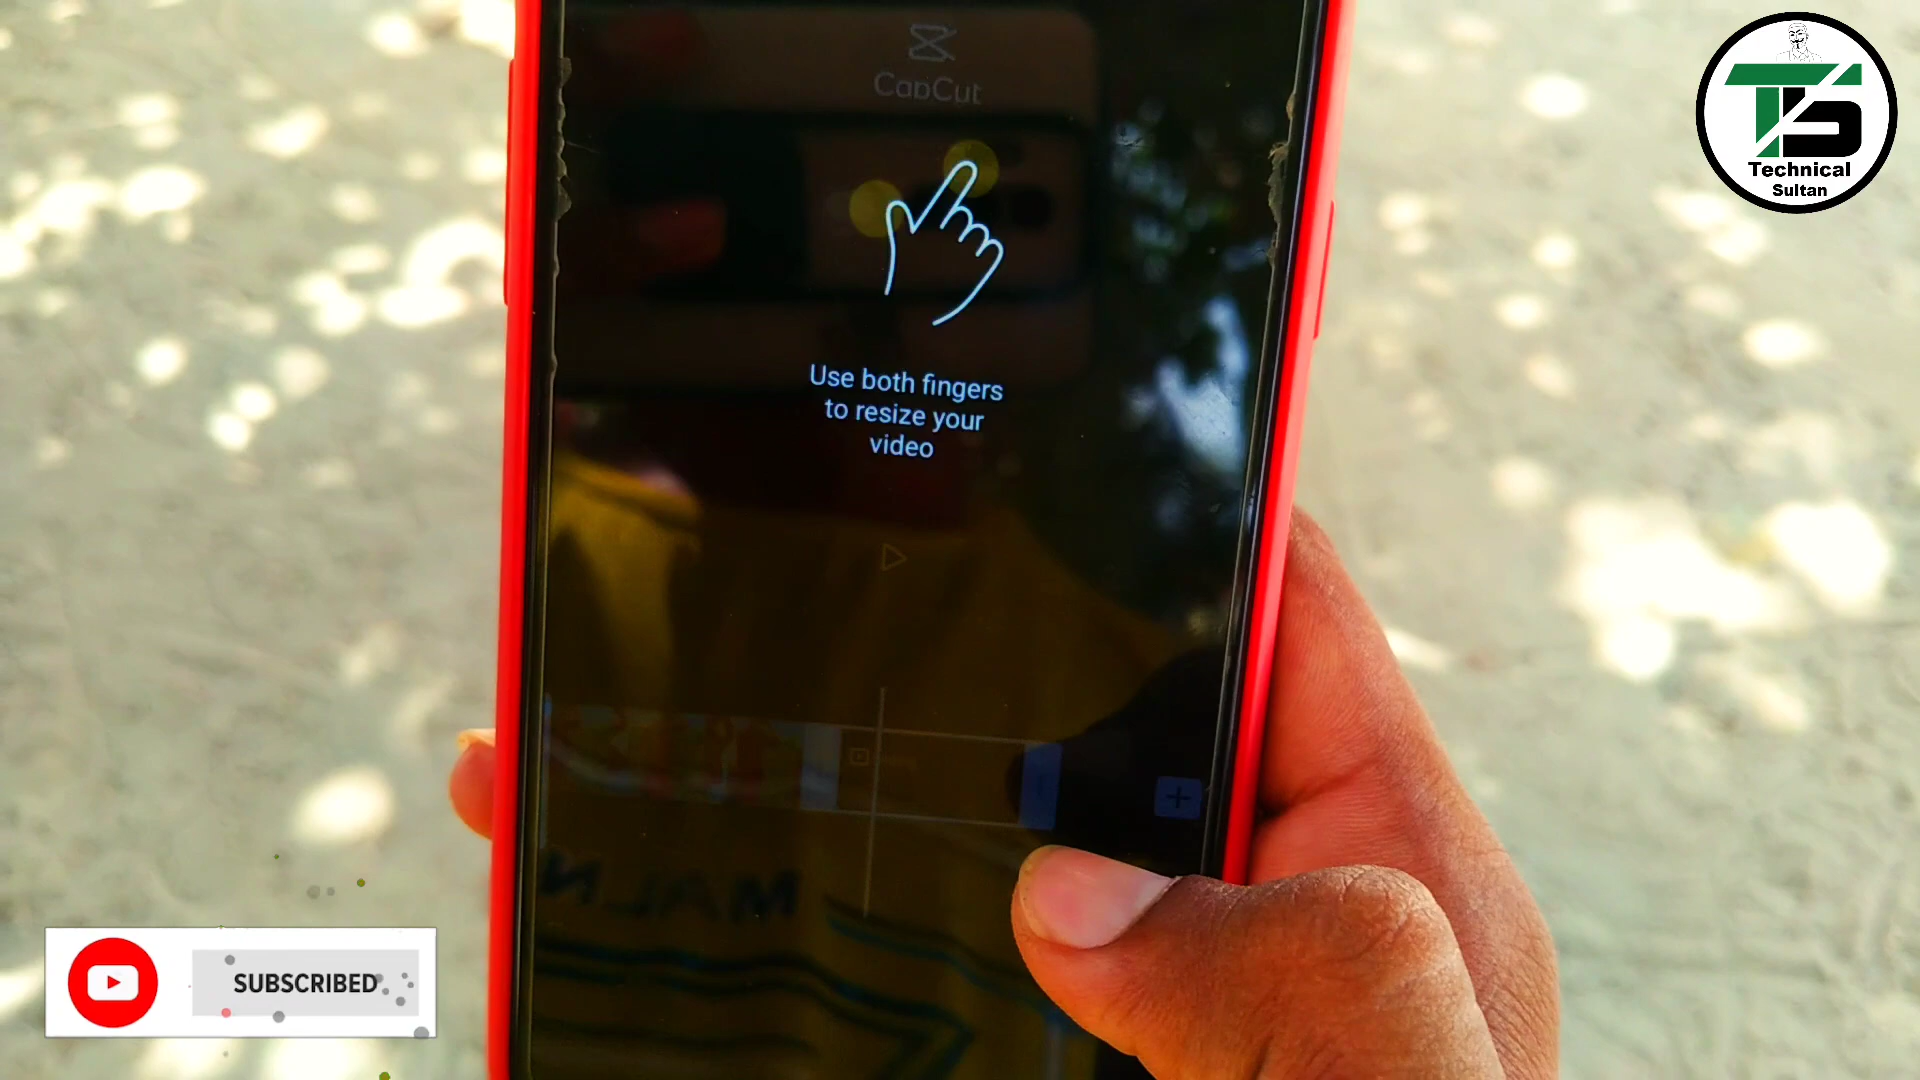 CapCut
Technical
Sultan
Use both fingers
to resize your
video
SUBSCRIBED